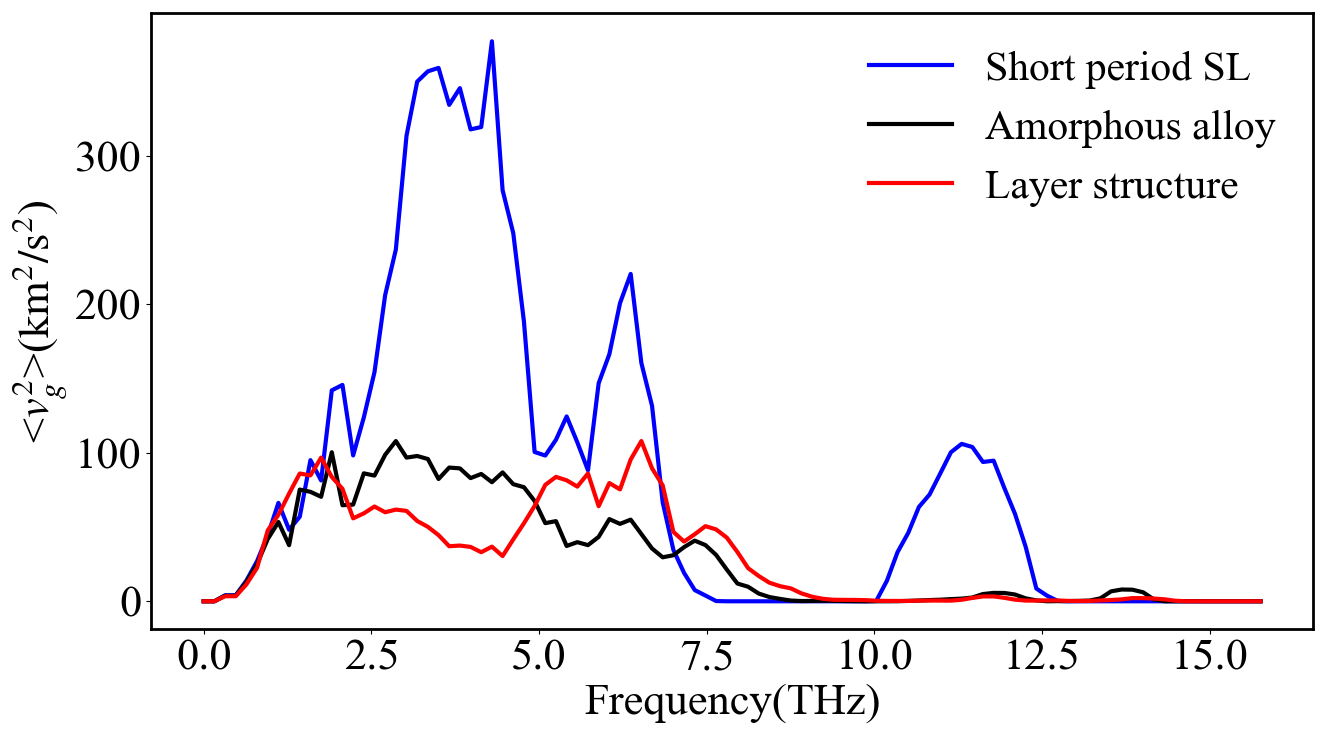 Short period SL
Amorphous alloy
Layer structure
<v_g^2>(km^2/s^2)
300
200
100
0
0.0 2.5 5.0 7.5 10.0 12.5 15.0
Frequency(THz)